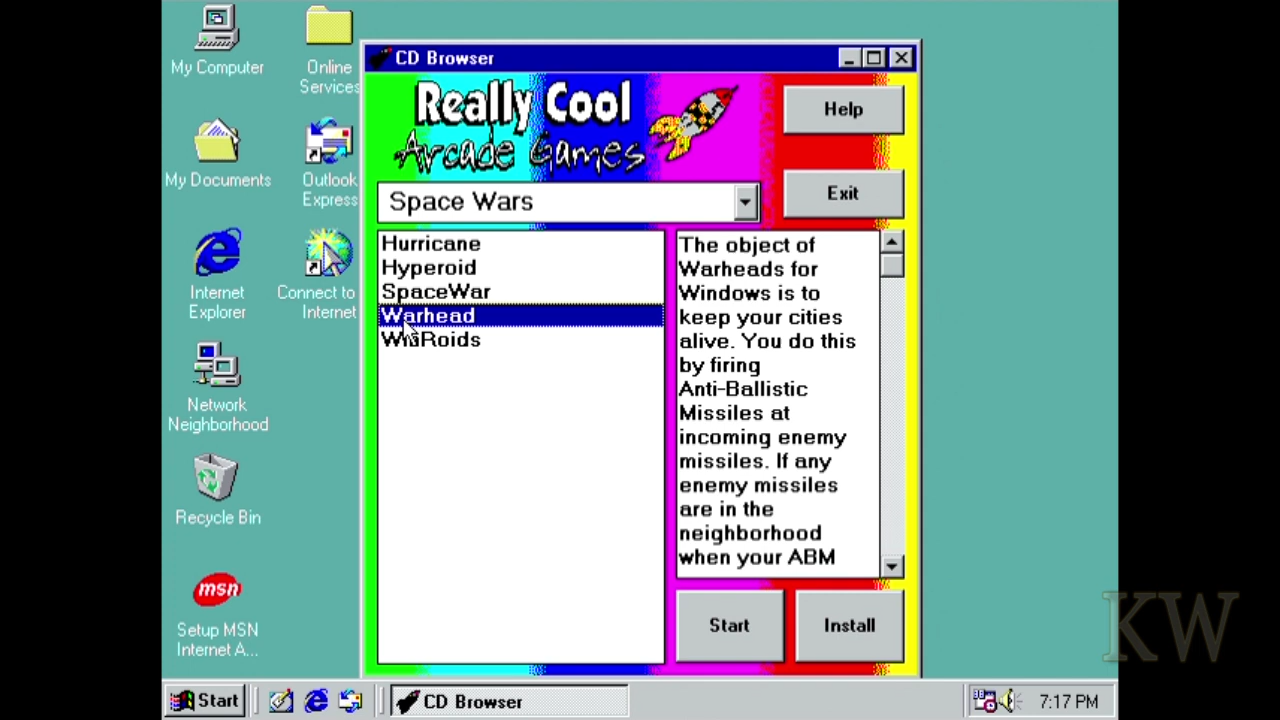 My Computer
Online
Services
My Documents
Outlook
Express
Internet
Explorer
Connect to
Internet
Network
Neighborhood
Recycle Bin
msn
Setup MSN
Internet A...
CD Browser
Really Cool
Arcade Games
Help
Exit
Space Wars
Hurricane
Hyperoid
SpaceWar
Warhead
WinRoids
The object of
Warheads for
Windows is to
keep your cities
alive. You do this
by firing
Anti-Ballistic
Missiles at
incoming enemy
missiles. If any
enemy missiles
are in the
neighborhood
when your ABM
Start
Install
KW
Start
CD Browser
7:17 PM